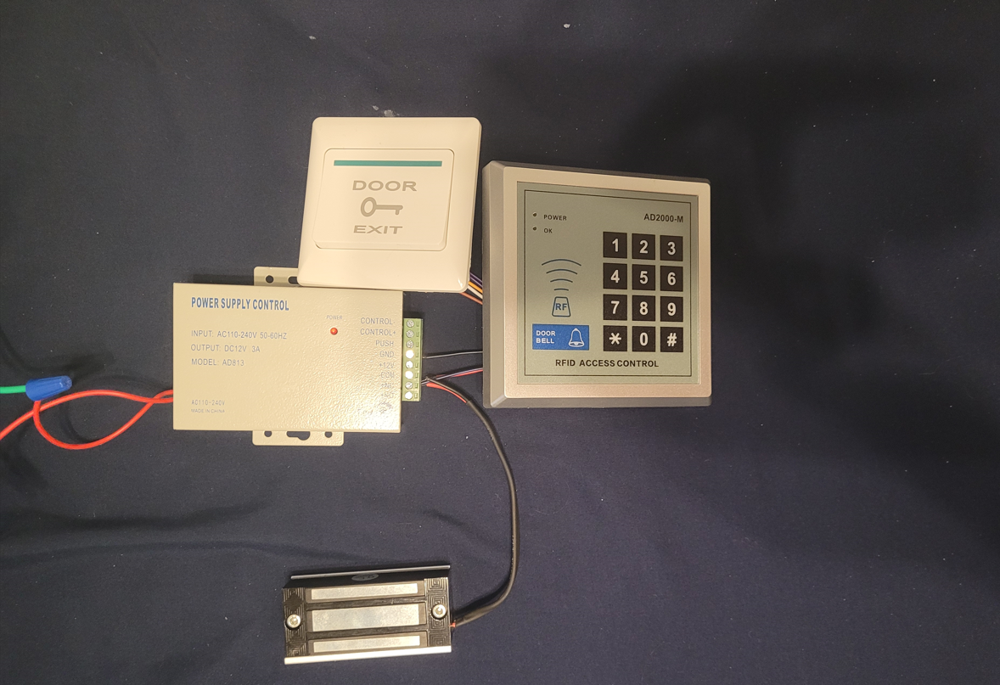 DOOR
EXIT
POWER
OK
AD2000-M
1 2 3
4 5 6
7 8 9
* 0 #
RF
DOOR
BELL
RFID ACCESS CONTROL
POWER SUPPLY CONTROL
INPUT: AC110-240V 50-60HZ
OUTPUT: DC12V 3A
MODEL: AD813
AC110-240V
MADE IN CHINA
POWER
CONTROL
CONTROL+
PUSH
GND
+12V
COM